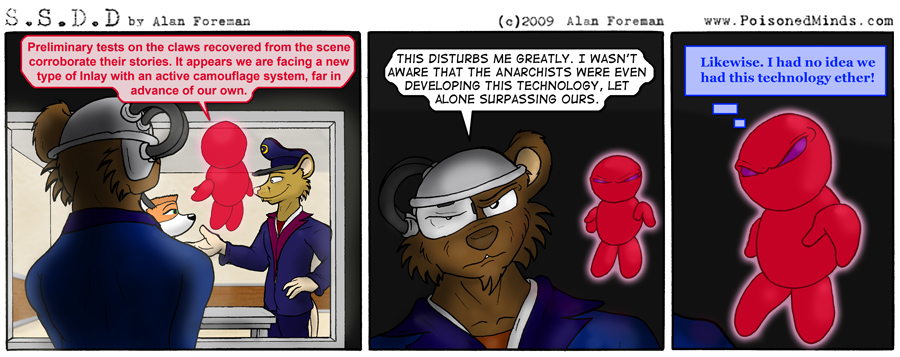 S.S.D.D by Alan Foreman (c)2009 Alan Foreman www.PoisonedMinds.com
Preliminary tests on the claws recovered from the scene
corroborate their stories. It appears we are facing a new
type of Inlay with an active camouflage system, far in
advance of our own.
THIS DISTURBS ME GREATLY. I WASN'T
AWARE THAT THE ANARCHISTS WERE EVEN
DEVELOPING THIS TECHNOLOGY, LET
ALONE SURPASSING OURS.
Likewise. I had no idea we
had this technology ether!